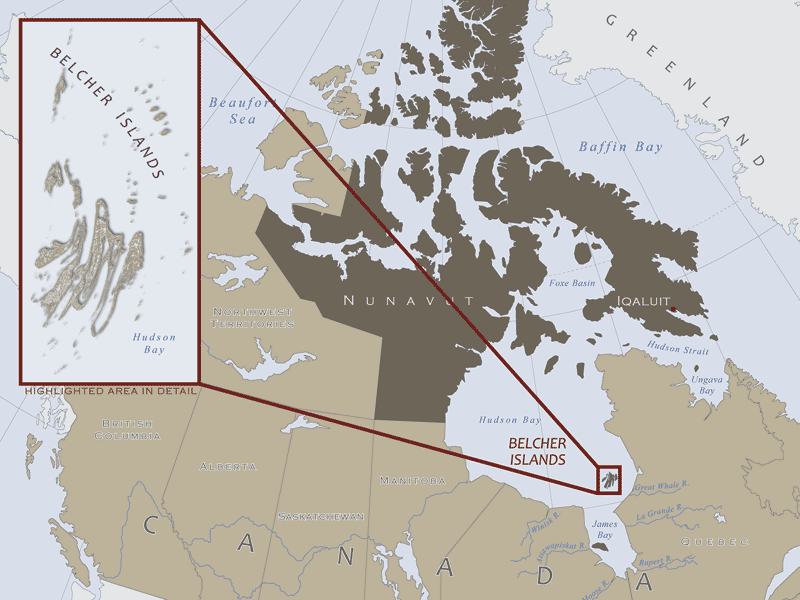 BELCHER ISLANDS
Hudson
Bay
HIGHLIGHTED AREA IN DETAIL
GREENLAND
Beaufort
Sea
Baffin Bay
NUNAVUT
Foxe Basin
IQALUIT
NORTHWEST
TERRITORIES
Hudson Strait
Ungava
Bay
Hudson Bay
BELCHER
ISLANDS
BRITISH
COLUMBIA
ALBERTA
MANITOBA
SASKATCHEWAN
Great Whale R.
La Grande R.
James
Bay
Winisk R.
Attawapiskat R.
Rupert R.
Moose R.
QUEBEC
CANADA